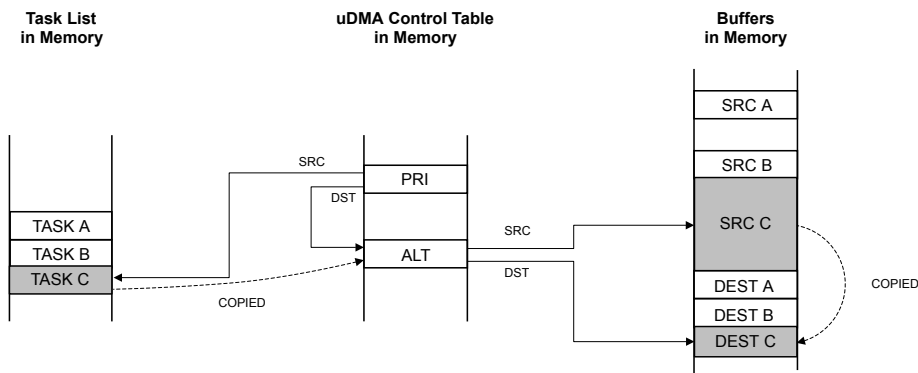 Task List
in Memory
uDMA Control Table
in Memory
Buffers
in Memory
SRC A
SRC B
SRC
PRI
DST
TASK A
TASK B
TASK C
ALT
SRC
DST
SRC C
COPIED
COPIED
DEST A
DEST B
DEST C